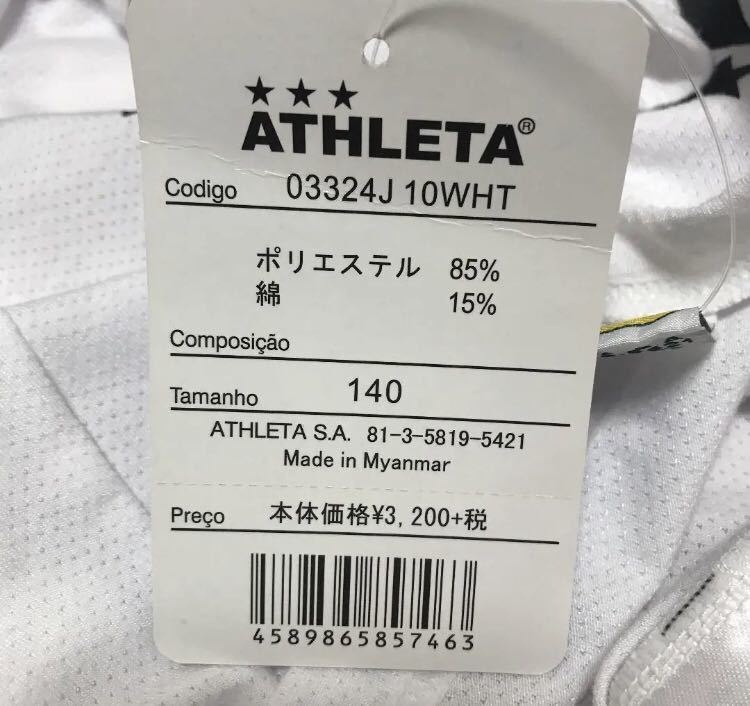 ★★★
ATHLETA®
Codigo 03324J 10WHT
ポリエステル 85%
綿 15%
Composição
Tamanho 140
ATHLETA S.A. 81-3-5819-5421
Made in Myanmar
Preço 本体価格¥3,200+税
4589865857463